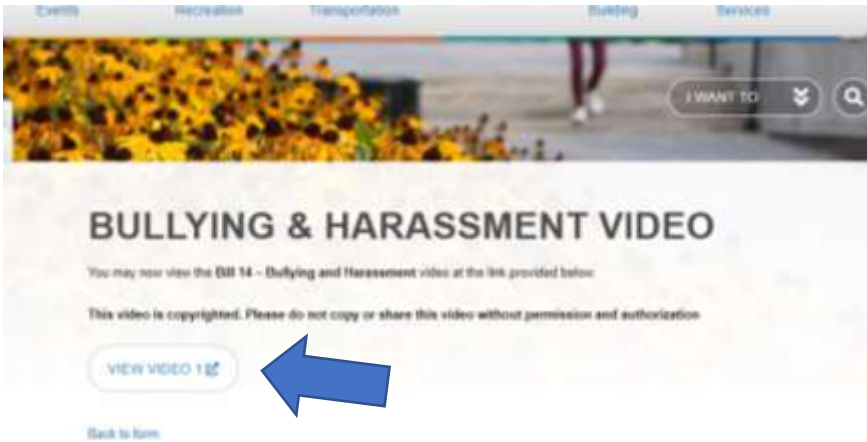 Events Recreation Transportation Building Services
I WANT TO
BULLYING & HARASSMENT VIDEO
You may now view the Bill 14 – Bullying and Harassment video at the link provided below:
This video is copyrighted. Please do not copy or share this video without permission and authorization
VIEW VIDEO 1
Back to form